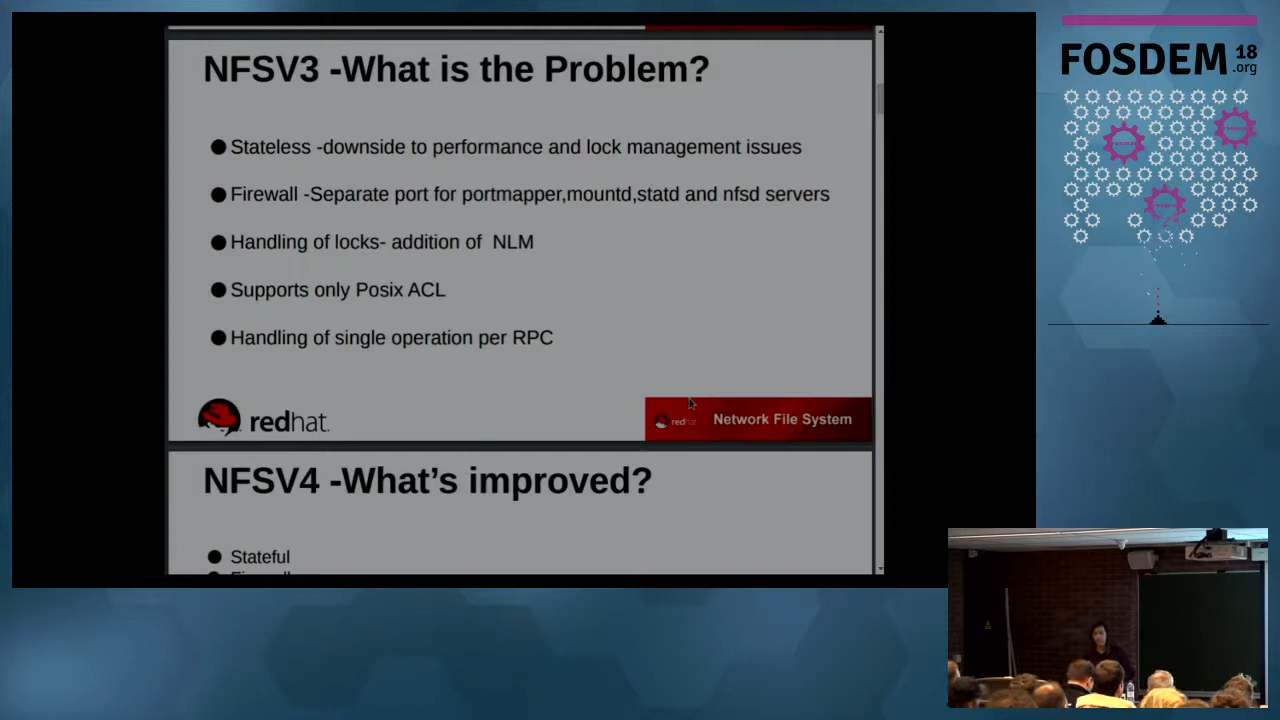 NFSV3 -What is the Problem?
Stateless -downside to performance and lock management issues
Firewall -Separate port for portmapper,mountd,statd and nfsd servers
Handling of locks- addition of NLM
Supports only Posix ACL
Handling of single operation per RPC
redhat.
redhat Network File System
NFSV4 -What's improved?
Stateful
FOSDEM 18
.org